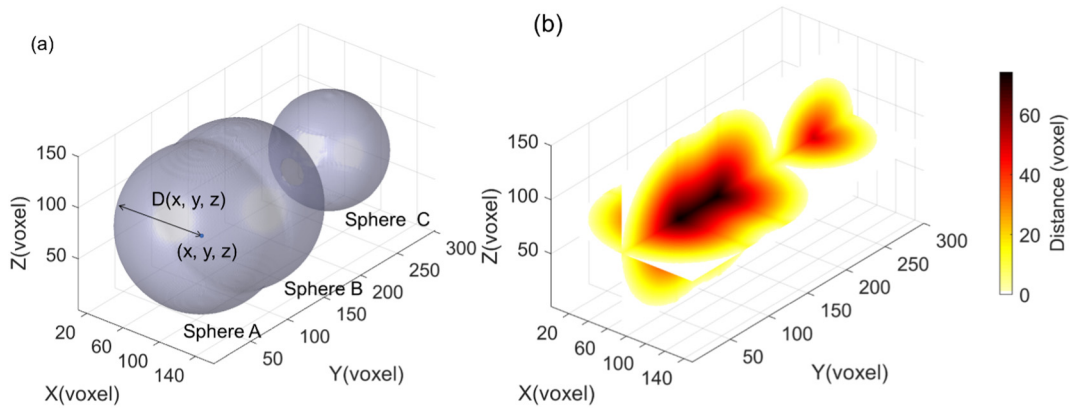 (a)
Z(voxel)
150
100
50
20
60
100
140
X(voxel)
50
100
150
200
250
300
Y(voxel)
D(x, y, z)
(x, y, z)
Sphere A
Sphere B
Sphere C
(b)
Z(voxel)
150
100
50
20
60
100
140
X(voxel)
50
100
150
200
250
300
Y(voxel)
60
40
20
0
Distance (voxel)